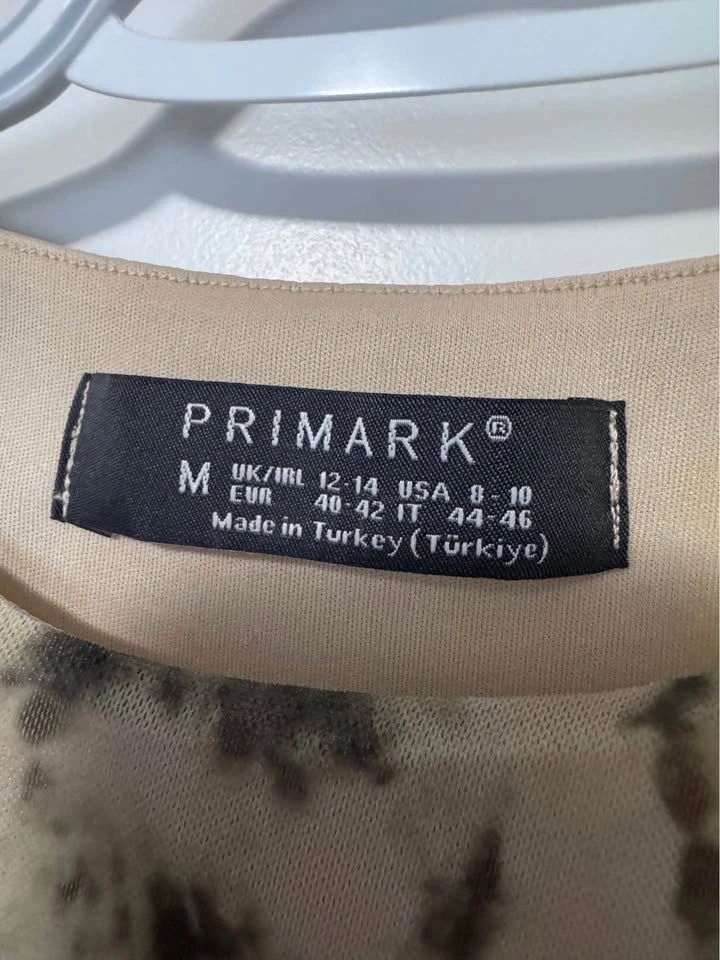 PRIMARK®
M UK/IRL 12-14 USA 8 - 10
EUR 40-42 IT 44-46
Made in Turkey (Türkiye)